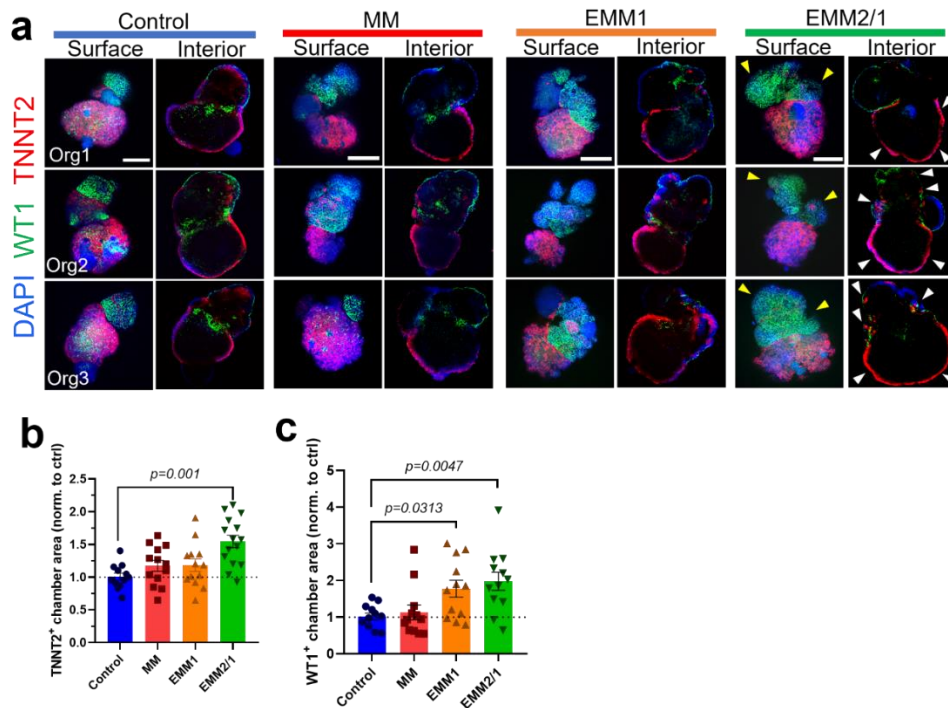 a
Control MM EMM1 EMM2/1
Surface Interior Surface Interior Surface Interior Surface Interior
DAPI WT1 TNNT2
Org1
Org2
Org3
b
TNNT2+ chamber area (norm. to ctrl)
p=0.001
2.5
2.0
1.5
1.0
0.5
0.0
Control MM EMM1 EMM2/1
c
WT1+ chamber area (norm. to ctrl)
p=0.0047
p=0.0313
5
4
3
2
1
0
Control MM EMM1 EMM2/1